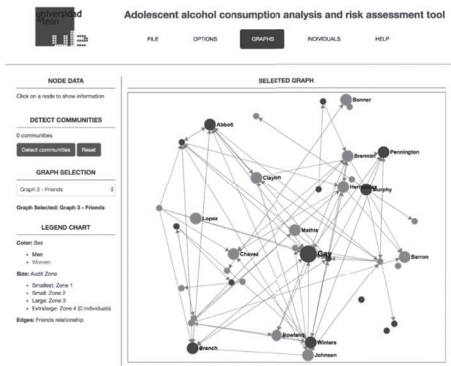 universidad
de león
Adolescent alcohol consumption analysis and risk assessment tool
FILE
OPTIONS
GRAPHS
INDIVIDUALS
HELP
NODE DATA
Click on a node to show information
DETECT COMMUNITIES
0 communities
Detect communities
Reset
GRAPH SELECTION
Graph 3 - Friends
Graph Selected: Graph 3 - Friends
LEGEND CHART
Color: Sex
Men
Women
Size: Audit Zone
Smallest: Zone 1
Small: Zone 2
Large: Zone 3
Extralarge: Zone 4 (0 individuals)
Edges: Friends relationship
SELECTED GRAPH
Bonner
Abbott
Brennan
Pennington
Clayton
Murphy
Lopez
Mathis
Chavez
Gay
Barron
Rowland
Winters
Branch
Johnson